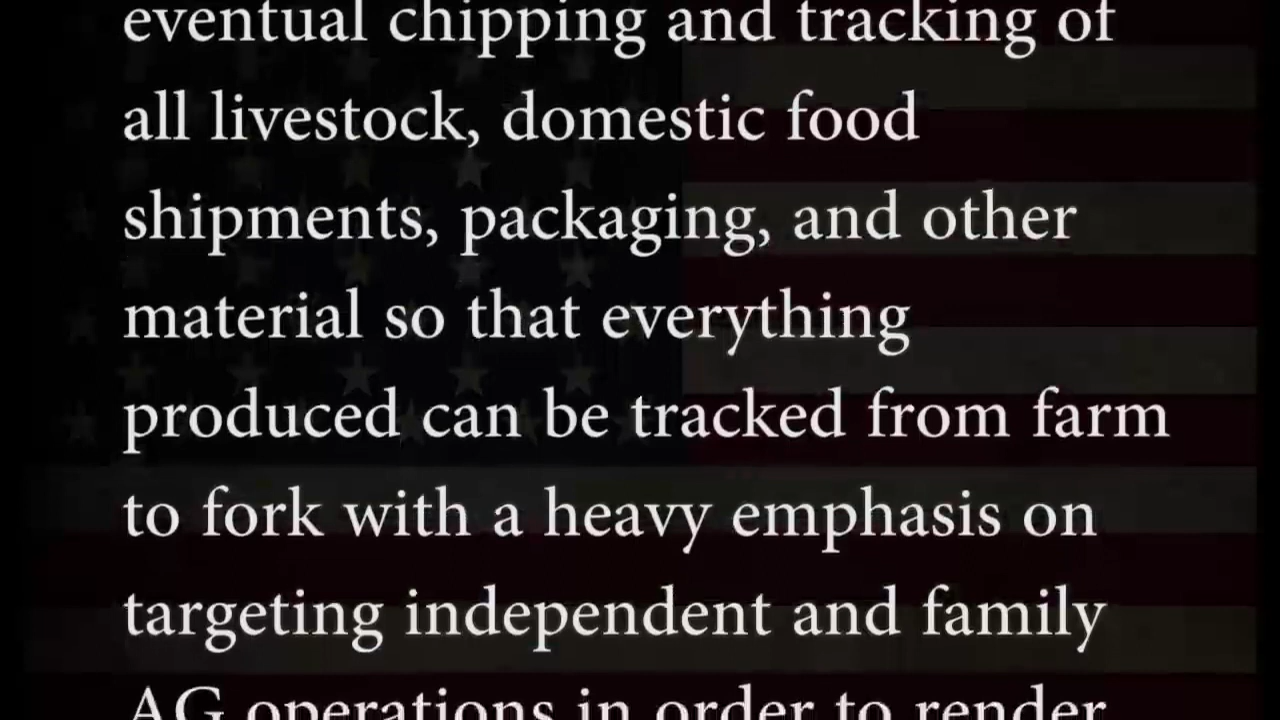 eventual chipping and tracking of
all livestock, domestic food
shipments, packaging, and other
material so that everything
produced can be tracked from farm
to fork with a heavy emphasis on
targeting independent and family
AG operations in order to render